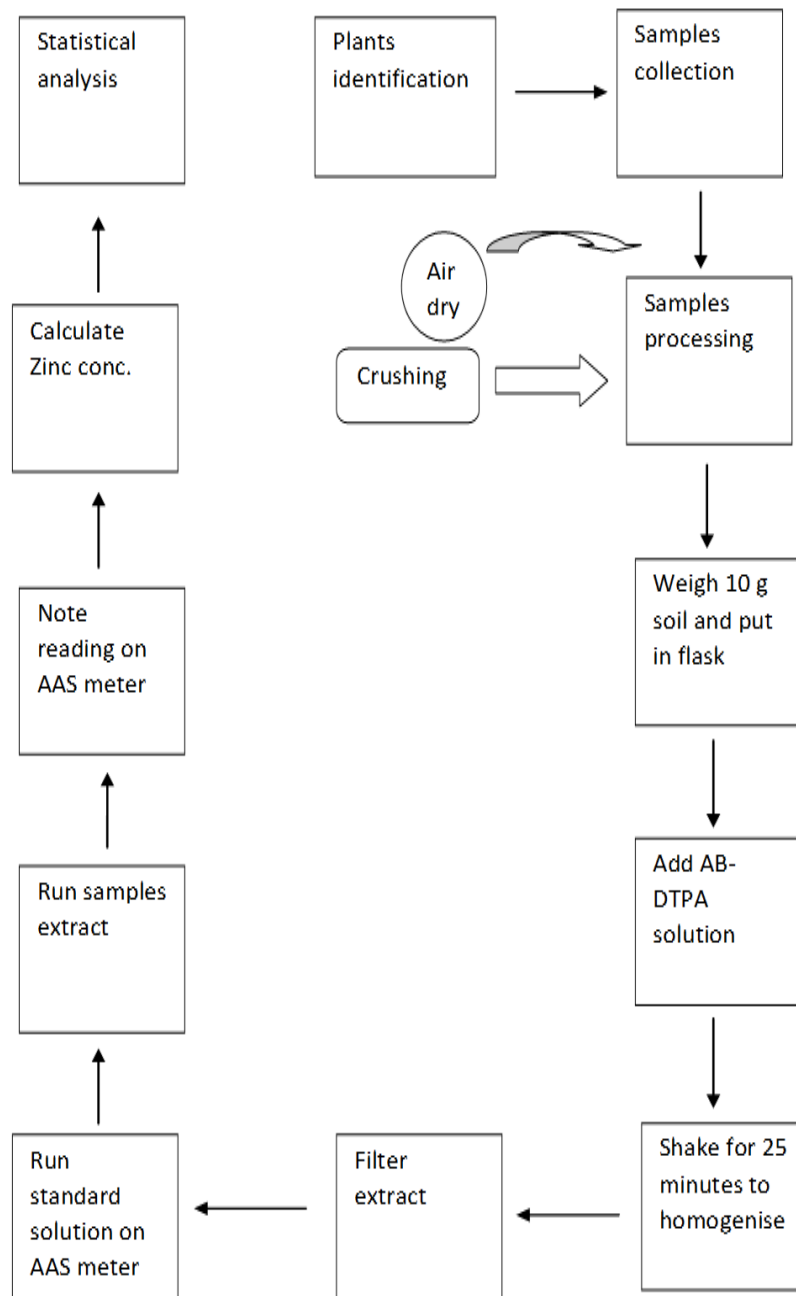 Plants
identification
Samples
collection
Air
dry
Crushing
Samples
processing
Weigh 10 g
soil and put
in flask
Add AB-
DTPA
solution
Shake for 25
minutes to
homogenise
Filter
extract
Run
standard
solution on
AAS meter
Run samples
extract
Note
reading on
AAS meter
Calculate
Zinc conc.
Statistical
analysis